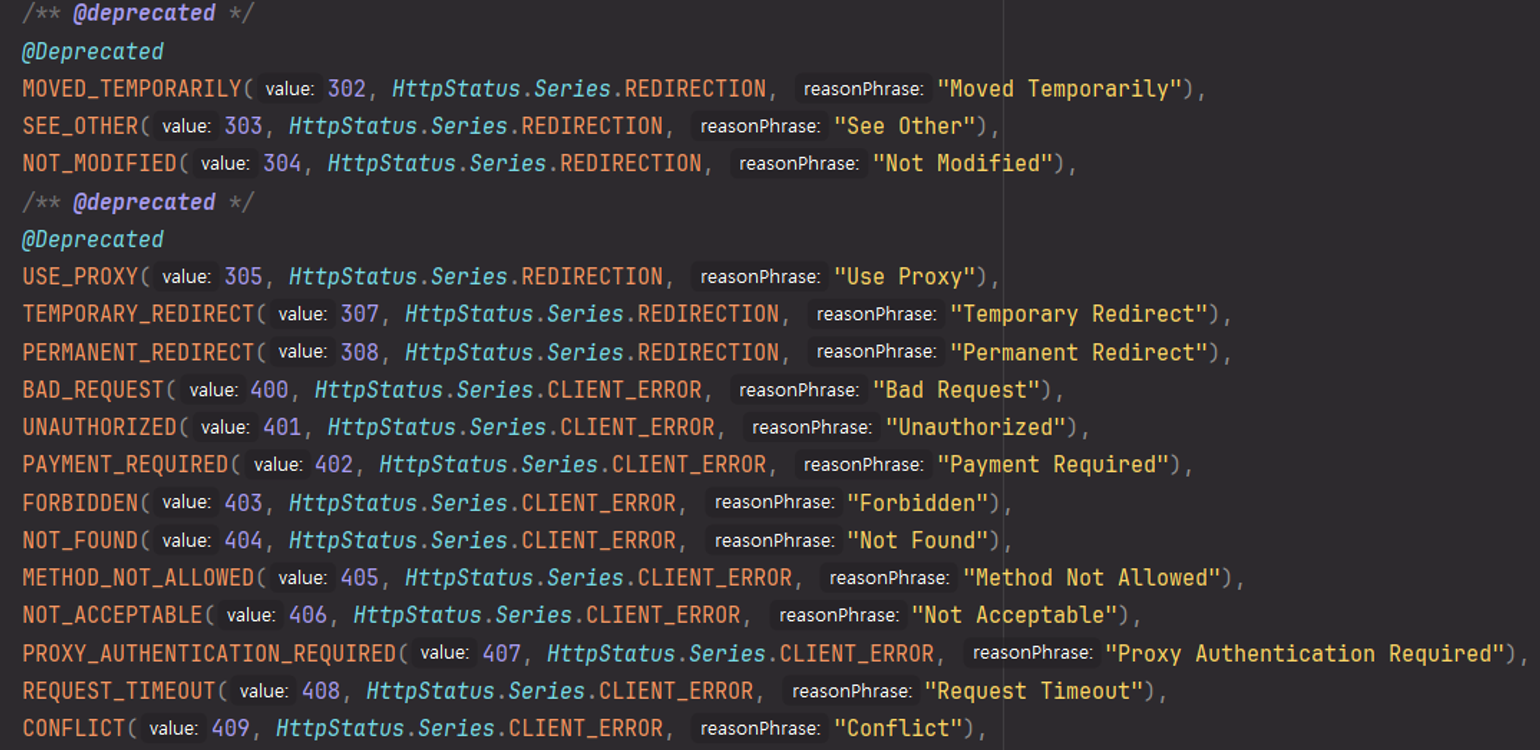 /** @deprecated */
@Deprecated
MOVED_TEMPORARILY( value: 302, HttpStatus.Series.REDIRECTION, reasonPhrase: "Moved Temporarily"),
SEE_OTHER( value: 303, HttpStatus.Series.REDIRECTION, reasonPhrase: "See Other"),
NOT_MODIFIED( value: 304, HttpStatus.Series.REDIRECTION, reasonPhrase: "Not Modified"),
/** @deprecated */
@Deprecated
USE_PROXY( value: 305, HttpStatus.Series.REDIRECTION, reasonPhrase: "Use Proxy"),
TEMPORARY_REDIRECT( value: 307, HttpStatus.Series.REDIRECTION, reasonPhrase: "Temporary Redirect"),
PERMANENT_REDIRECT( value: 308, HttpStatus.Series.REDIRECTION, reasonPhrase: "Permanent Redirect"),
BAD_REQUEST( value: 400, HttpStatus.Series.CLIENT_ERROR, reasonPhrase: "Bad Request"),
UNAUTHORIZED( value: 401, HttpStatus.Series.CLIENT_ERROR, reasonPhrase: "Unauthorized"),
PAYMENT_REQUIRED( value: 402, HttpStatus.Series.CLIENT_ERROR, reasonPhrase: "Payment Required"),
FORBIDDEN( value: 403, HttpStatus.Series.CLIENT_ERROR, reasonPhrase: "Forbidden"),
NOT_FOUND( value: 404, HttpStatus.Series.CLIENT_ERROR, reasonPhrase: "Not Found"),
METHOD_NOT_ALLOWED( value: 405, HttpStatus.Series.CLIENT_ERROR, reasonPhrase: "Method Not Allowed"),
NOT_ACCEPTABLE( value: 406, HttpStatus.Series.CLIENT_ERROR, reasonPhrase: "Not Acceptable"),
PROXY_AUTHENTICATION_REQUIRED( value: 407, HttpStatus.Series.CLIENT_ERROR, reasonPhrase: "Proxy Authentication Required"),
REQUEST_TIMEOUT( value: 408, HttpStatus.Series.CLIENT_ERROR, reasonPhrase: "Request Timeout"),
CONFLICT( value: 409, HttpStatus.Series.CLIENT_ERROR, reasonPhrase: "Conflict"),